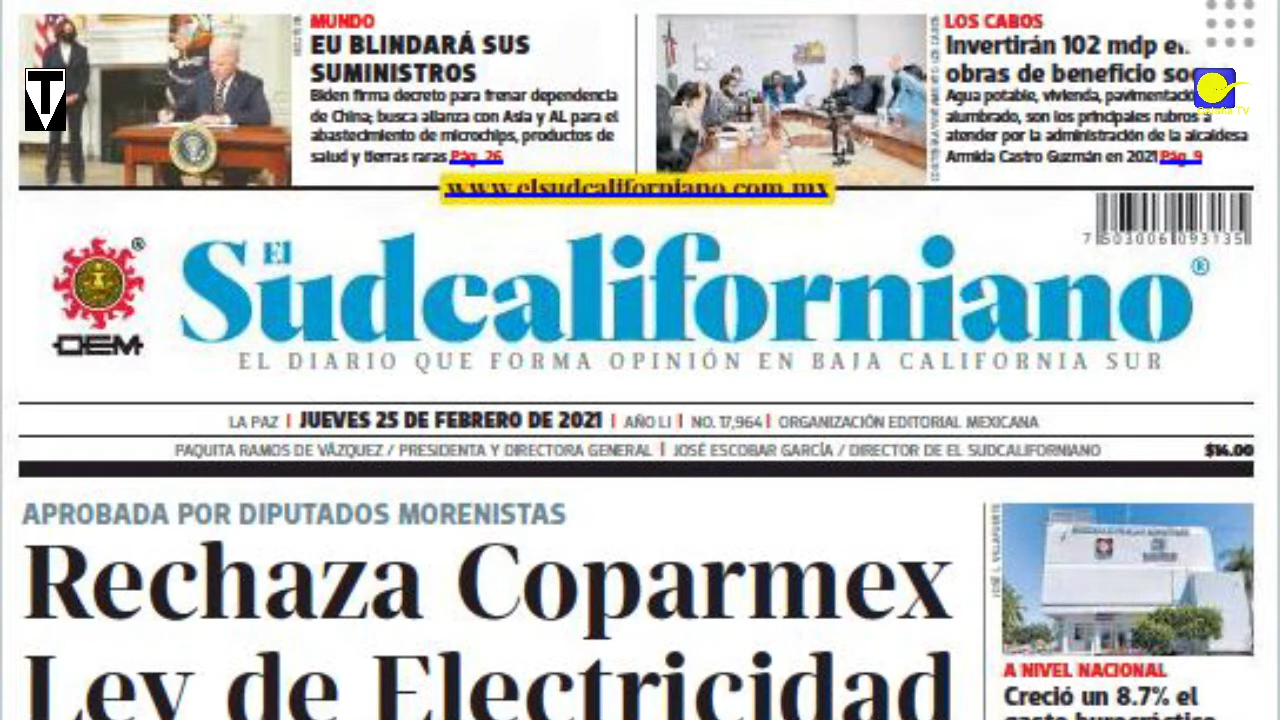 MUNDO
EU BLINDARÁ SUS
SUMINISTROS
Biden firma decreto para frenar dependencia
de China; busca alianza con Asia y AL para el
abastecimiento de microchips, productos de
salud y tierras raras Pág. 26
LOS CABOS
Invertirán 102 mdp en
obras de beneficio
Agua potable, vivienda,
alumbrado, son los principales rubros
atender por la administración de la alcaldesa
Armida Castro Guzmán en 2021 Pág. 9
TV
www.elsudcaliforniano.com.mx
7 503006 093135
El Sudcaliforniano®
OEM®
EL DIARIO QUE FORMA OPINIÓN EN BAJA CALIFORNIA SUR
LA PAZ | JUEVES 25 DE FEBRERO DE 2021 | AÑO LI | NO. 17,964 | ORGANIZACIÓN EDITORIAL MEXICANA
PAQUITA RAMOS DE VÁZQUEZ / PRESIDENTA Y DIRECTORA GENERAL | JOSÉ ESCOBAR GARCÍA / DIRECTOR DE EL SUDCALIFORNIANO $14.00
APROBADA POR DIPUTADOS MORENISTAS
Rechaza Coparmex
Ley de Electricidad
A NIVEL NACIONAL
Creció un 8.7% el
gasto burocrático